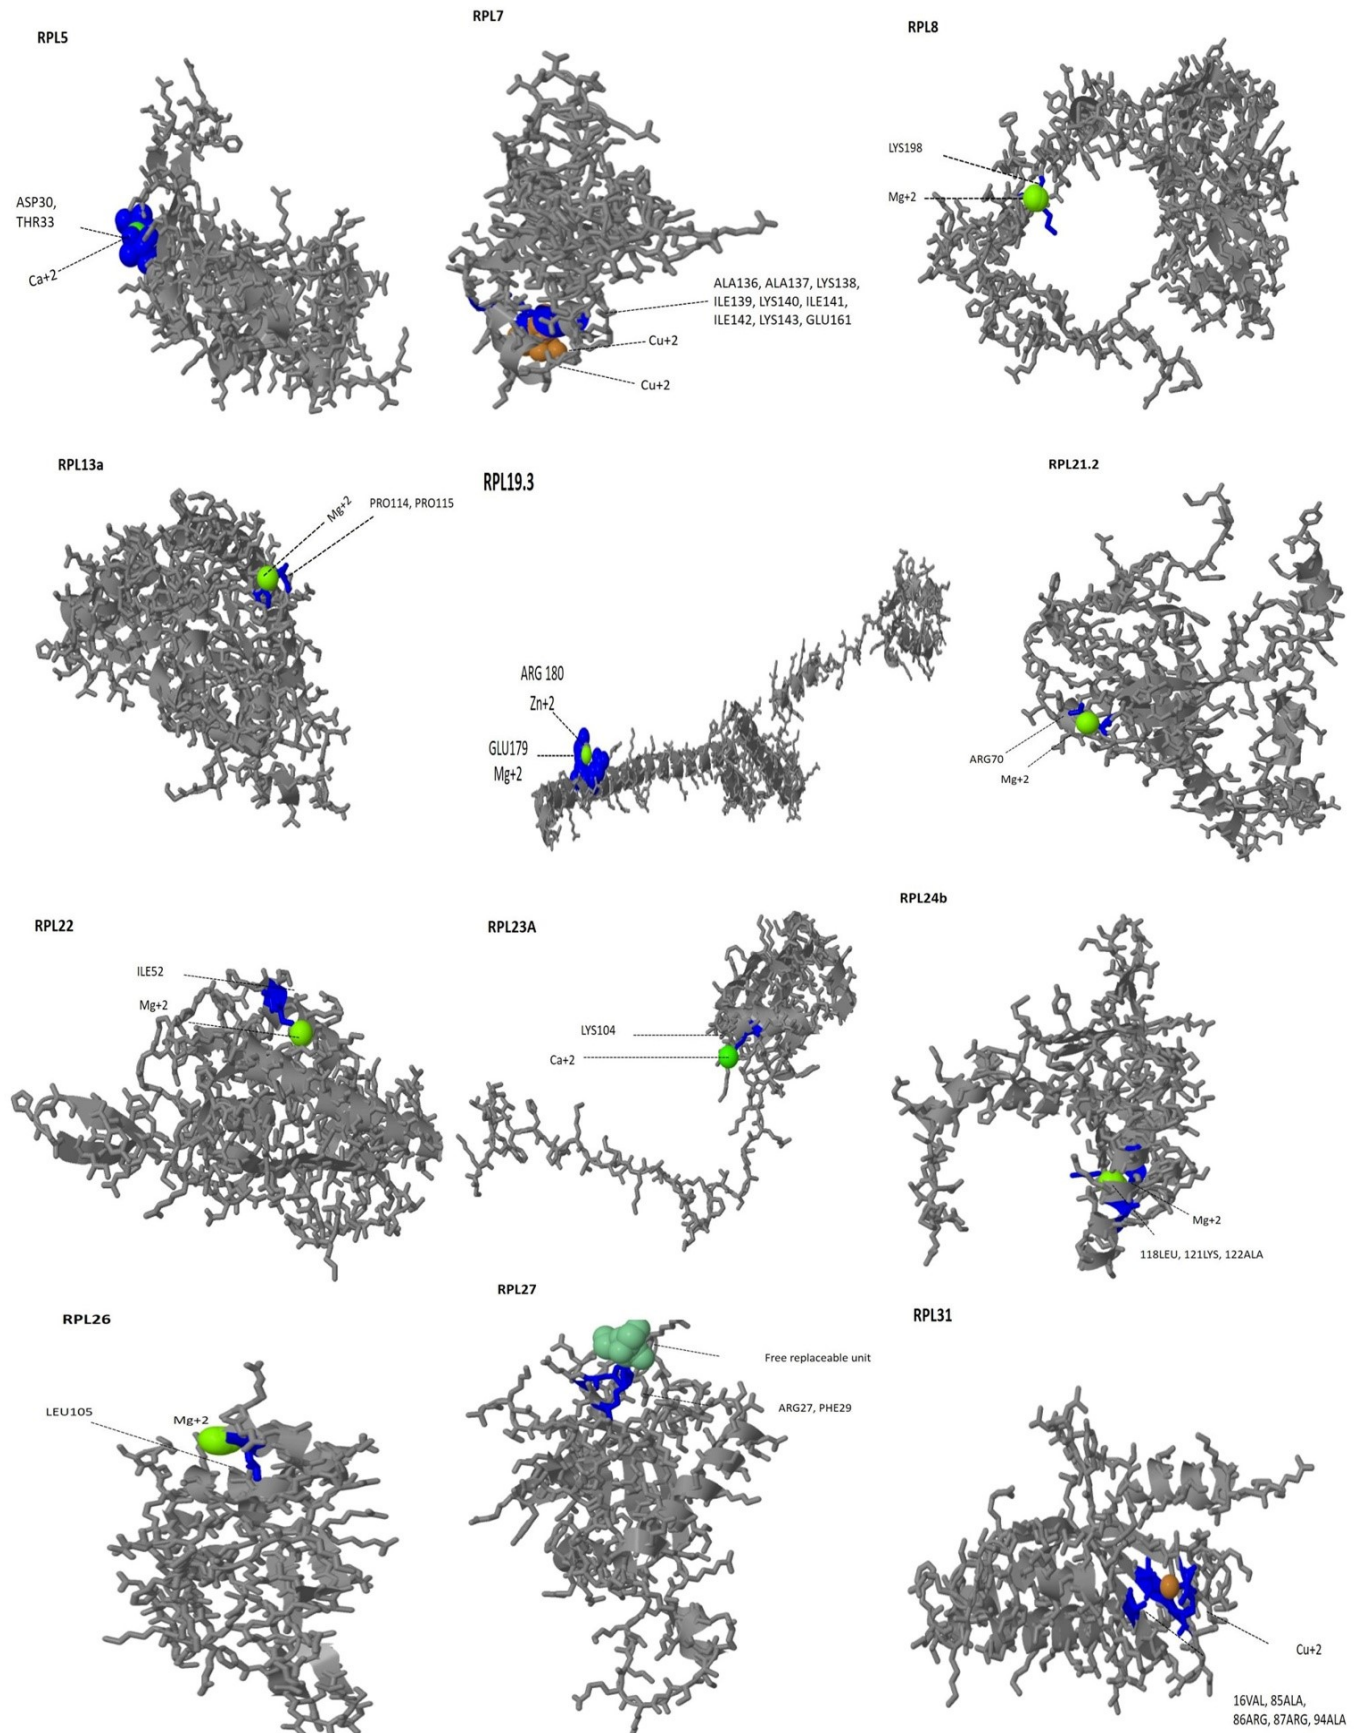 RPL5
RPL7
RPL8
ASP30,
THR33
Ca+2
ALA136, ALA137, LYS138,
ILE139, LYS140, ILE141,
ILE142, LYS143, GLU161
Cu+2
Cu+2
LYS198
Mg+2
RPL13a
RPL19.3
RPL21.2
Mg+2
PRO114, PRO115
ARG 180
Zn+2
GLU179
Mg+2
ARG70
Mg+2
RPL22
RPL23A
RPL24b
ILE52
Mg+2
LYS104
Ca+2
Mg+2
118LEU, 121LYS, 122ALA
RPL26
RPL27
RPL31
LEU105
Mg+2
Free replaceable unit
ARG27, PHE29
Cu+2
16VAL, 85ALA,
86ARG, 87ARG, 94ALA